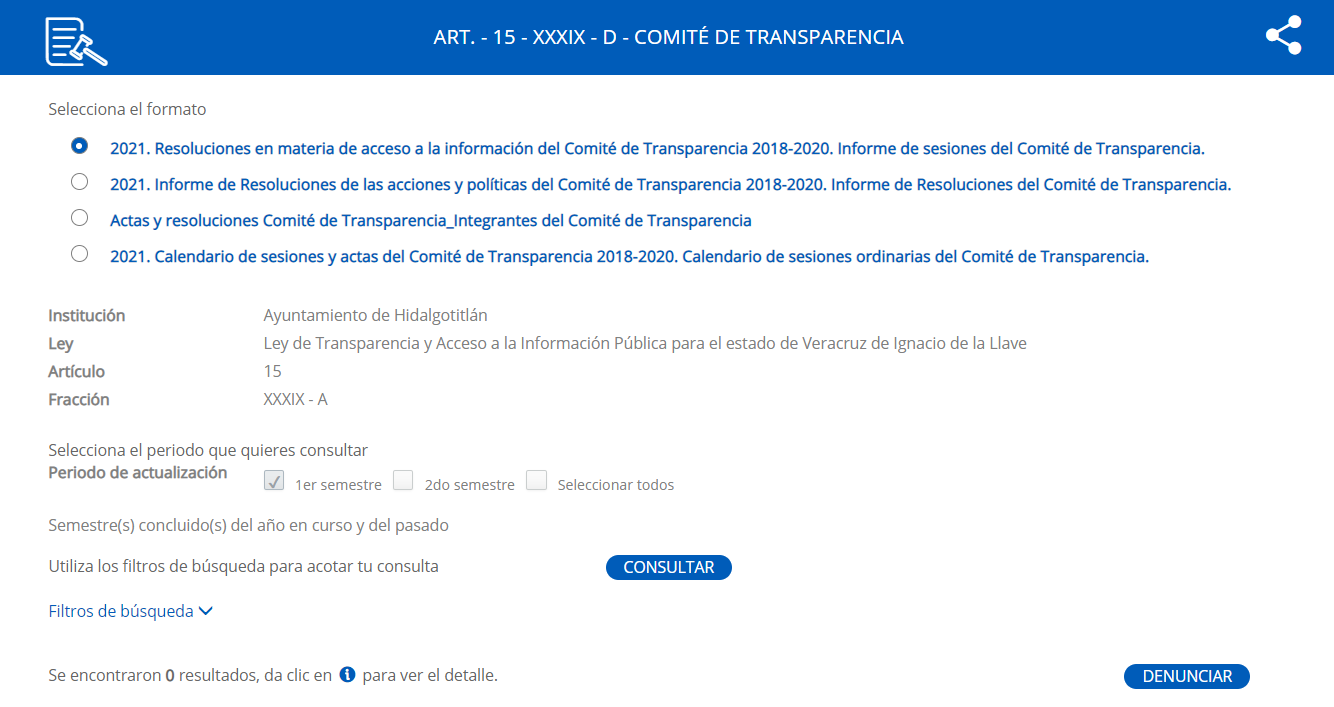 ART. - 15 - XXXIX - D - COMITÉ DE TRANSPARENCIA
Selecciona el formato
2021. Resoluciones en materia de acceso a la información del Comité de Transparencia 2018-2020. Informe de sesiones del Comité de Transparencia.
2021. Informe de Resoluciones de las acciones y políticas del Comité de Transparencia 2018-2020. Informe de Resoluciones del Comité de Transparencia.
Actas y resoluciones Comité de Transparencia_Integrantes del Comité de Transparencia
2021. Calendario de sesiones y actas del Comité de Transparencia 2018-2020. Calendario de sesiones ordinarias del Comité de Transparencia.
Institución Ayuntamiento de Hidalgotitlán
Ley Ley de Transparencia y Acceso a la Información Pública para el estado de Veracruz de Ignacio de la Llave
Artículo 15
Fracción XXXIX - A
Selecciona el periodo que quieres consultar
Periodo de actualización 1er semestre 2do semestre Seleccionar todos
Semestre(s) concluido(s) del año en curso y del pasado
Utiliza los filtros de búsqueda para acotar tu consulta CONSULTAR
Filtros de búsqueda
Se encontraron 0 resultados, da clic en para ver el detalle. DENUNCIAR